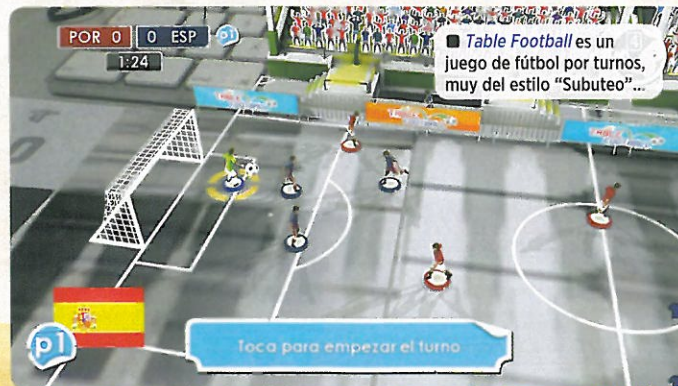 POR 0 0 ESP p1
1:24
■ Table Football es un
juego de fútbol por turnos,
muy del estilo “Subuteo”...
p1
Toca para empezar el turno